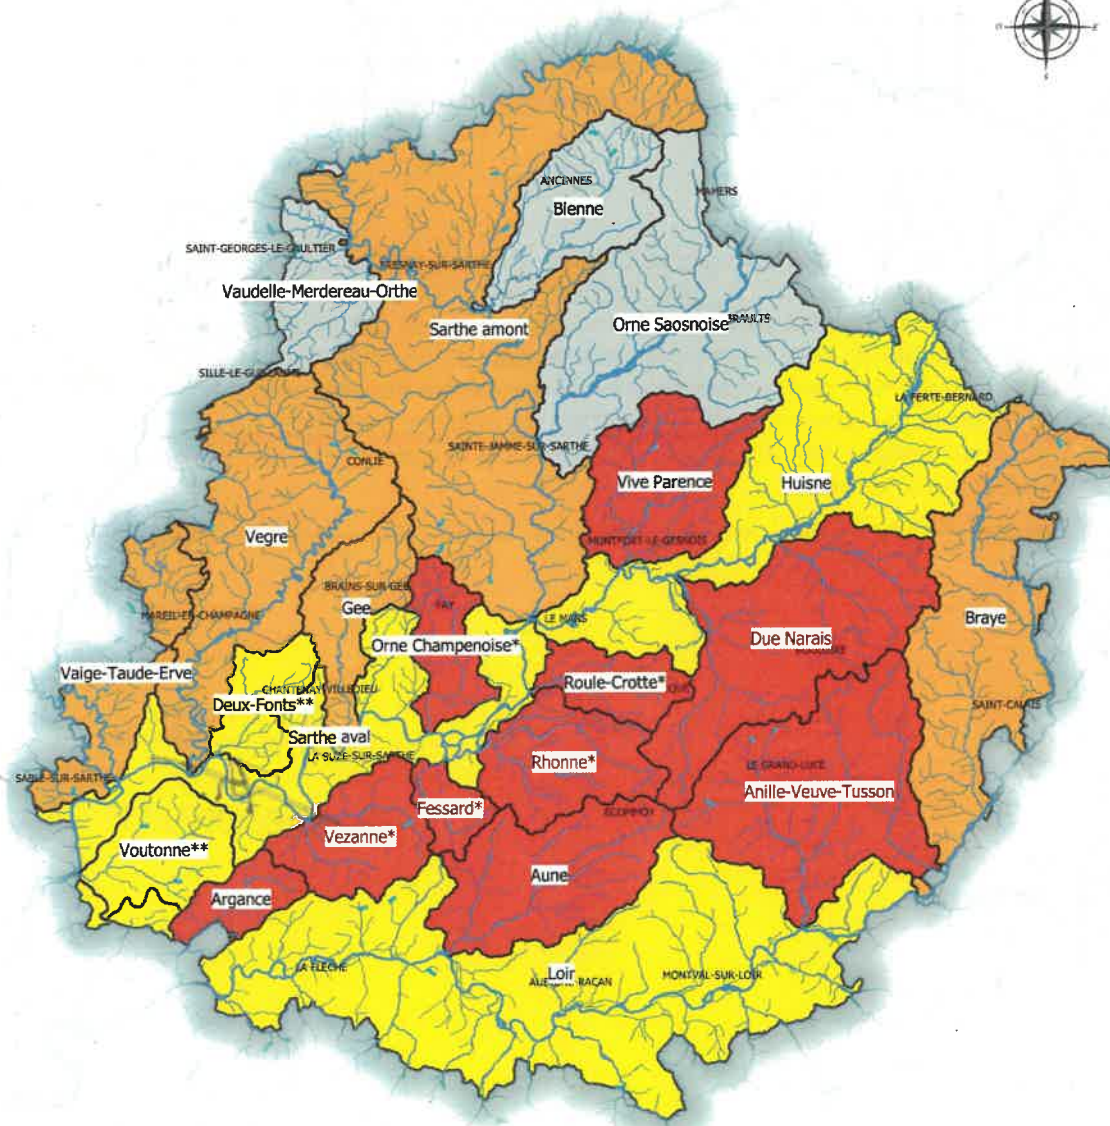 ANCINNES
Bienne
MAMERS
SAINT-GEORGES-LE-GAULTIER
FRESNAY-SUR-SARTHE
Vaudelle-Merdereau-Orthe
Sarthe amont
Orne Saosnoise
SILLE-LE-GUILLAUME
LA FERTE-BERNARD
SAINTE-JAMME-SUR-SARTHE
CONLIE
Vive Parence
Huisne
Vegre
MONTFORT-LE-GESNOIS
BRAINS-SUR-GEE
Gee
FAY
MAREIL-EN-CHAMPAGNE
LE MANS
Braye
Orne Champenoise*
Due Narais
Vaige-Taude-Erve
Roule-Crotte*
CHANTENAY-VILLEDIEU
Deux-Fonts**
SAINT-CALAIS
Sarthe aval
LA SUZE-SUR-SARTHE
Rhonne*
LE GRAND-LUCE
SABLE-SUR-SARTHE
Anille-Veuve-Tusson
Fessard*
ECOMMOY
Vezanne*
Voutonne**
Aune
Argance
LA FLECHE
Loir
MONTVAL-SUR-LOIR